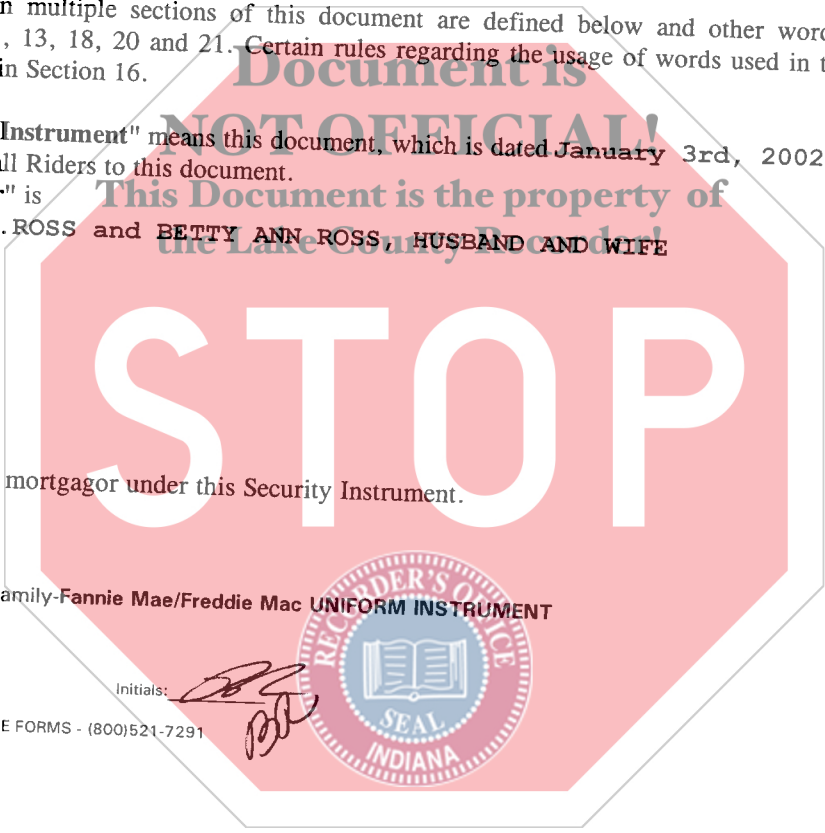 n multiple sections of this document are defined below and other word
, 13, 18, 20 and 21. Certain rules regarding the usage of words used in t
in Section 16.
Document is
NOT OFFICIAL!
This Document is the property of
the Lake County Recorder!
Instrument" means this document, which is dated January 3rd, 2002
ll Riders to this document.
" is
. ROSS and BETTY ANN ROSS, HUSBAND AND WIFE
STOP
mortgagor under this Security Instrument.
amily-Fannie Mae/Freddie Mac UNIFORM INSTRUMENT
RECORDER'S OFFICE
SEAL
INDIANA
Initials:
BR
E FORMS - (800)521-7291